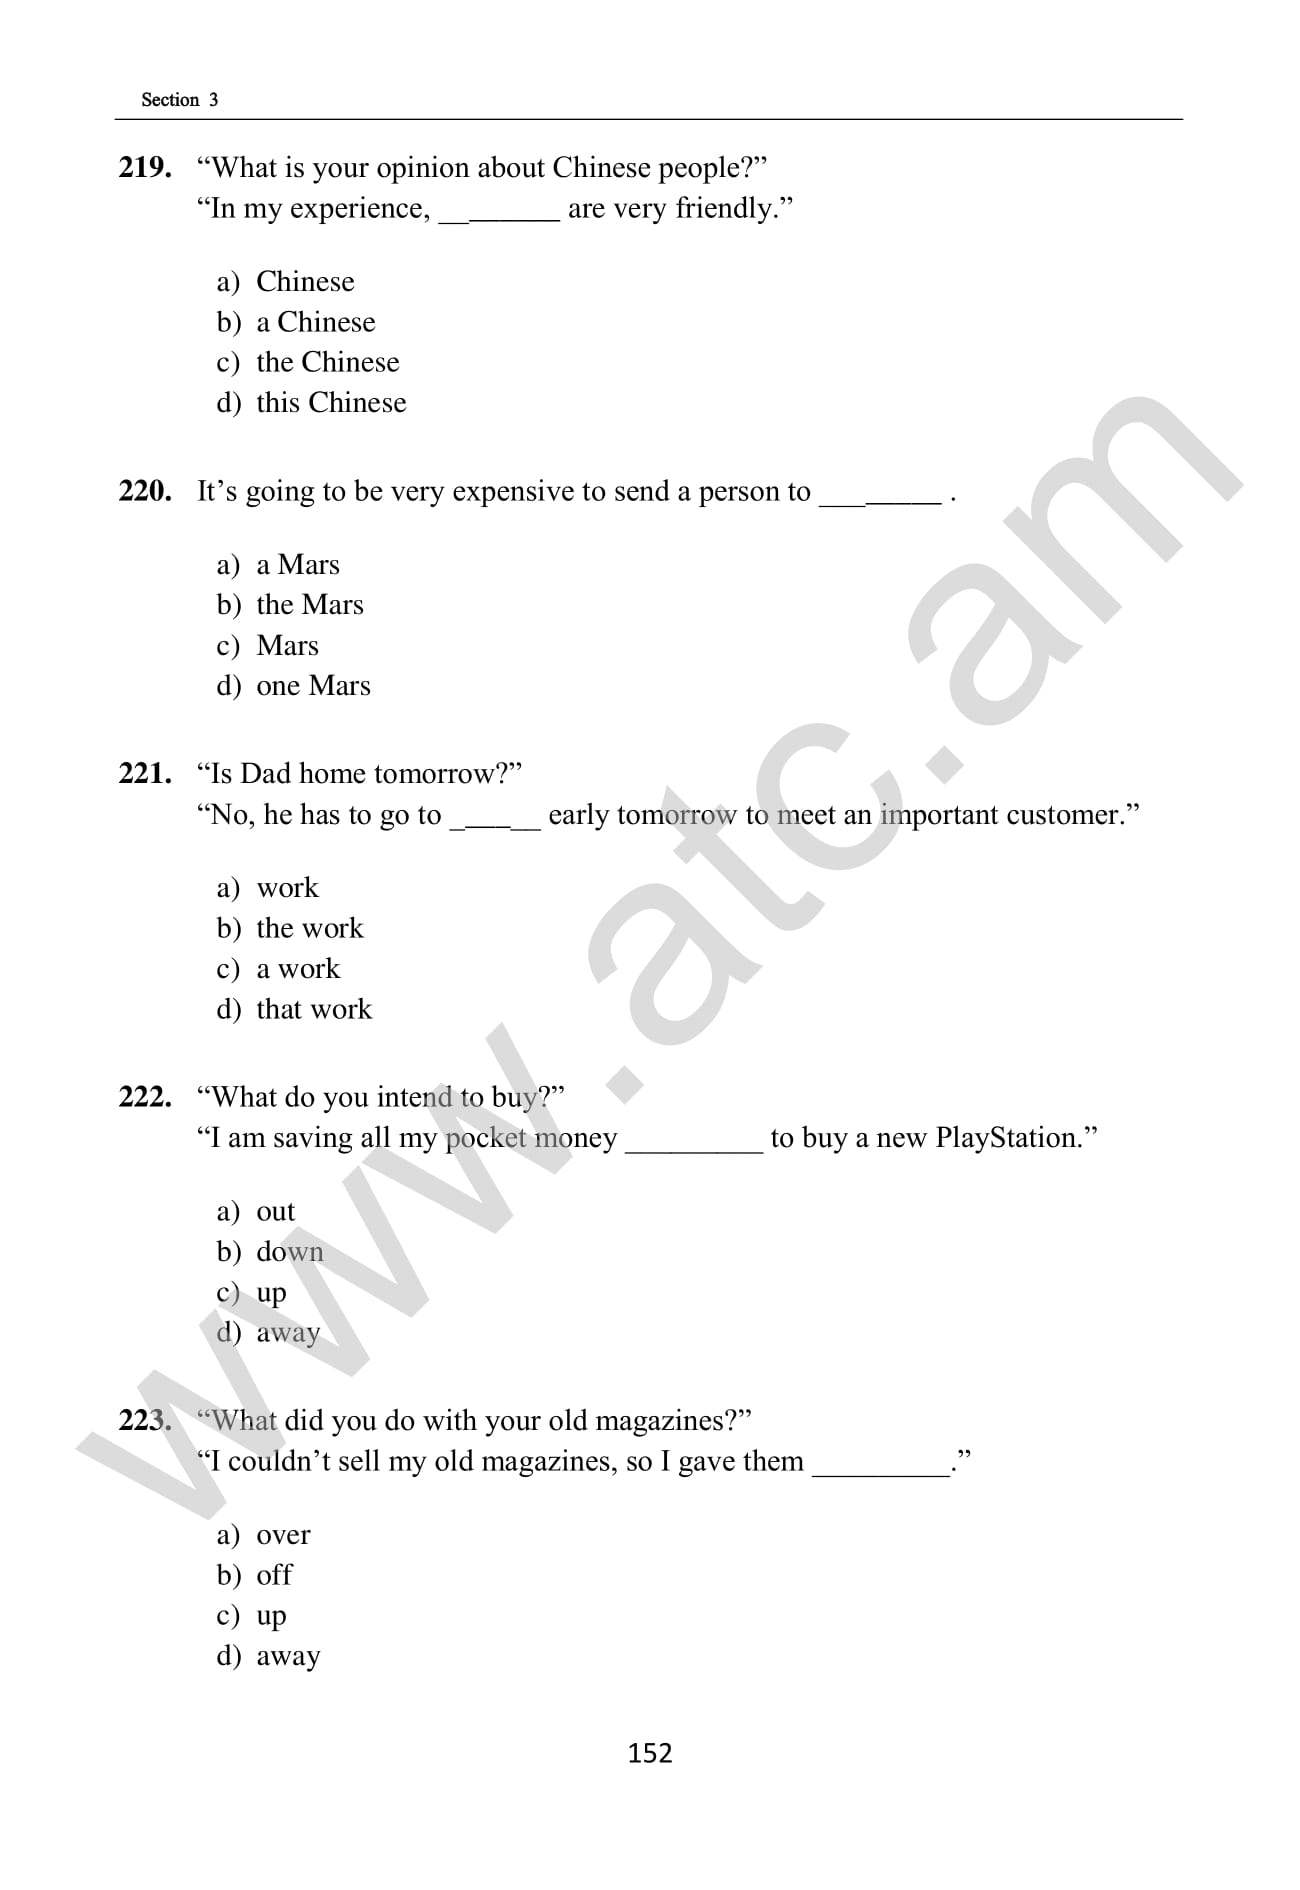 Section 3
219. “What is your opinion about Chinese people?”
“In my experience, ________ are very friendly.”
a) Chinese
b) a Chinese
c) the Chinese
d) this Chinese
220. It’s going to be very expensive to send a person to ________ .
a) a Mars
b) the Mars
c) Mars
d) one Mars
221. “Is Dad home tomorrow?”
“No, he has to go to ______ early tomorrow to meet an important customer.”
a) work
b) the work
c) a work
d) that work
222. “What do you intend to buy?”
“I am saving all my pocket money _________ to buy a new PlayStation.”
a) out
b) down
c) up
d) away
223. “What did you do with your old magazines?”
“I couldn’t sell my old magazines, so I gave them _________.”
a) over
b) off
c) up
d) away
152
www.atc.am